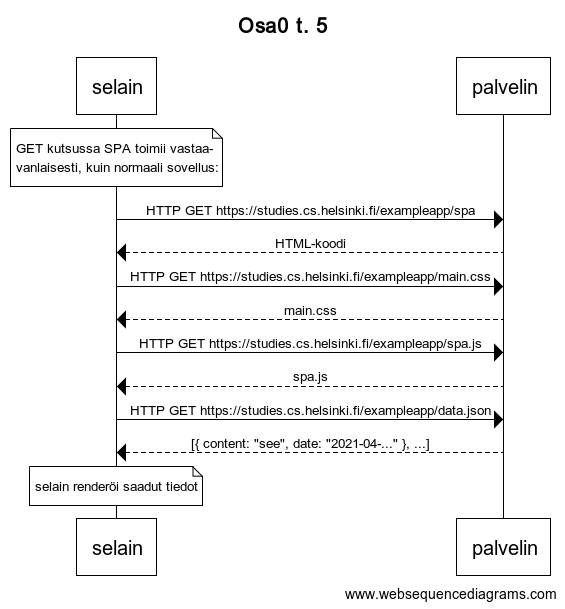 Osa0 t. 5
selain
palvelin
GET kutsussa SPA toimii vastaa-
vanlaisesti, kuin normaali sovellus:
HTTP GET https://studies.cs.helsinki.fi/exampleapp/spa
HTML-koodi
HTTP GET https://studies.cs.helsinki.fi/exampleapp/main.css
main.css
HTTP GET https://studies.cs.helsinki.fi/exampleapp/spa.js
spa.js
HTTP GET https://studies.cs.helsinki.fi/exampleapp/data.json
[{ content: "see", date: "2021-04-..." }, ...]
selain renderöi saadut tiedot
selain
palvelin
www.websequencediagrams.com